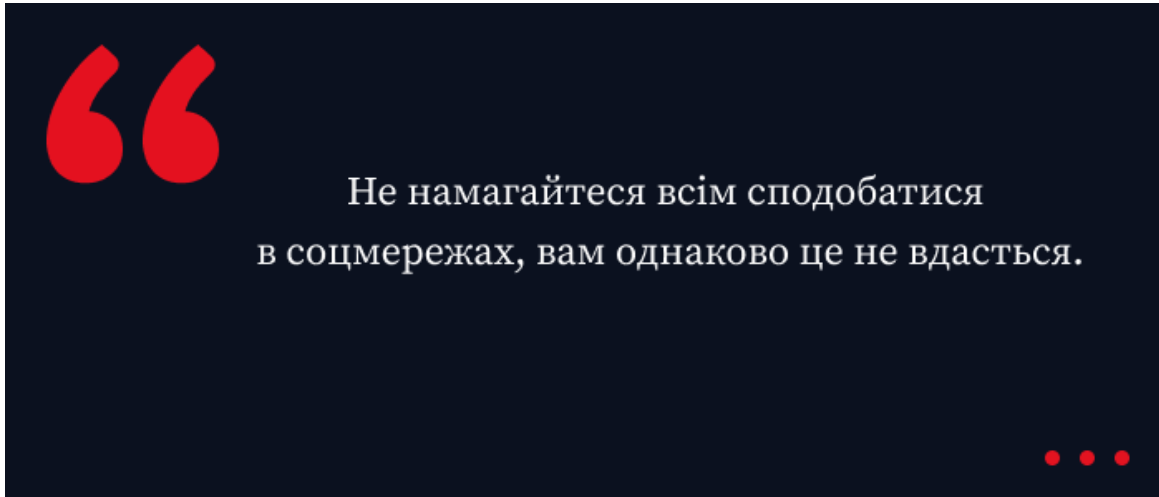 “
Не намагайтеся всім сподобатися
в соцмережах, вам однаково це не вдасться.